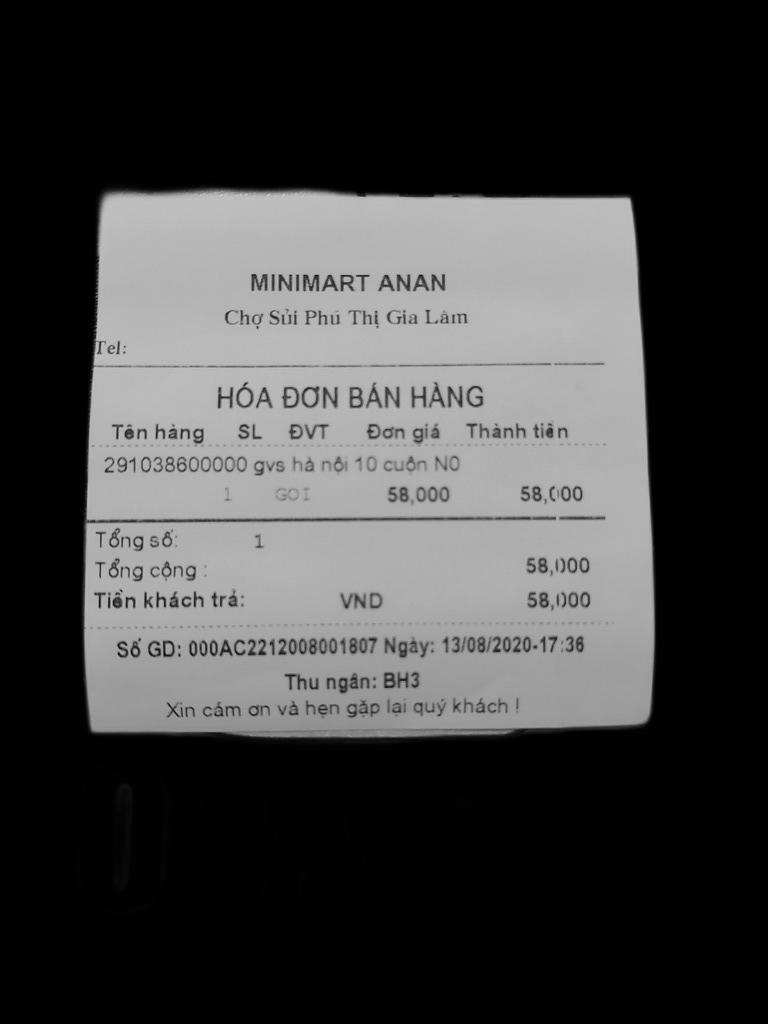 MINIMART ANAN
Chợ Sủi Phú Thị Gia Lâm
Tel:
HÓA ĐƠN BÁN HÀNG
Tên hàng SL ĐVT Đơn giá Thành tiền
291038600000 gvs hà nội 10 cuộn N0
1 GOI 58,000 58,000
Tổng số: 1
Tổng cộng : 58,000
Tiền khách trả: VND 58,000
Số GD: 000AC2212008001807 Ngày: 13/08/2020-17:36
Thu ngân: BH3
Xin cám ơn và hẹn gặp lại quý khách !